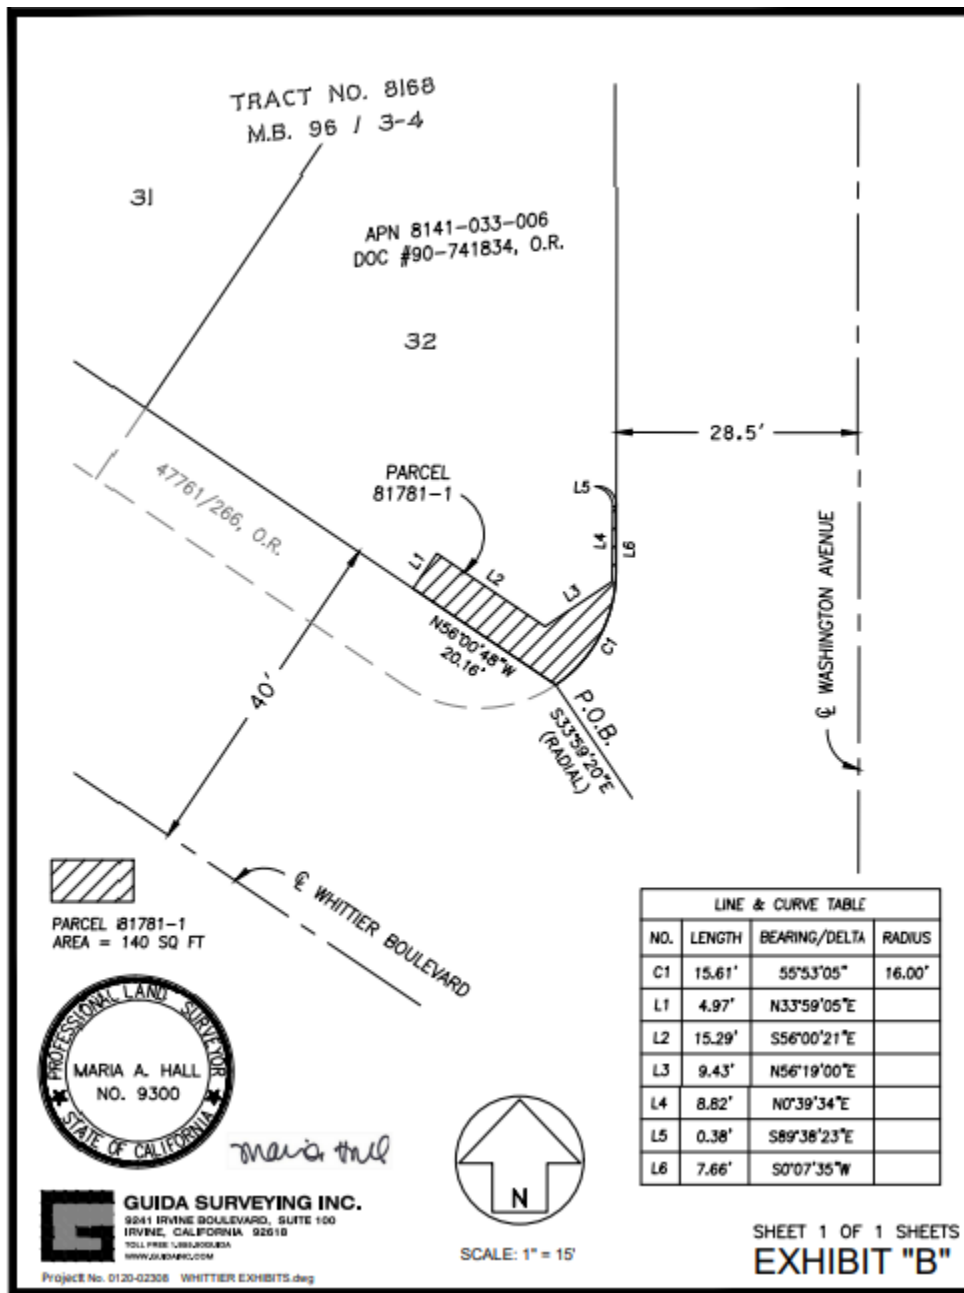 TRACT NO. 8168
M.B. 96 / 3-4
31
APN 8141-033-006
DOC #90-741834, O.R.
32
28.5'
PARCEL
81781-1
47761/266, O.R.
L5
L4
L6
L1
L2
L3
C1
N56°00'48"W
20.16'
40'
P.O.B.
S33°59'20"E
(RADIAL)
℄ WASHINGTON AVENUE
℄ WHITTIER BOULEVARD
PARCEL 81781-1
AREA = 140 SQ FT
LINE & CURVE TABLE
NO. LENGTH BEARING/DELTA RADIUS
C1 15.61' 55°53'05" 16.00'
L1 4.97' N33°59'05"E
L2 15.29' S56°00'21"E
L3 9.43' N56°19'00"E
L4 8.82' N0°39'34"E
L5 0.38' S89°38'23"E
L6 7.66' S0°07'35"W
PROFESSIONAL LAND SURVEYOR
MARIA A. HALL
NO. 9300
STATE OF CALIFORNIA
Maria Hall
GUIDA SURVEYING INC.
9241 IRVINE BOULEVARD, SUITE 100
IRVINE, CALIFORNIA 92618
TOLL FREE
WWW.GUIDAINC.COM
Project No. 0120-02308 WHITTIER EXHIBITS.dwg
N
SCALE: 1" = 15'
SHEET 1 OF 1 SHEETS
EXHIBIT "B"